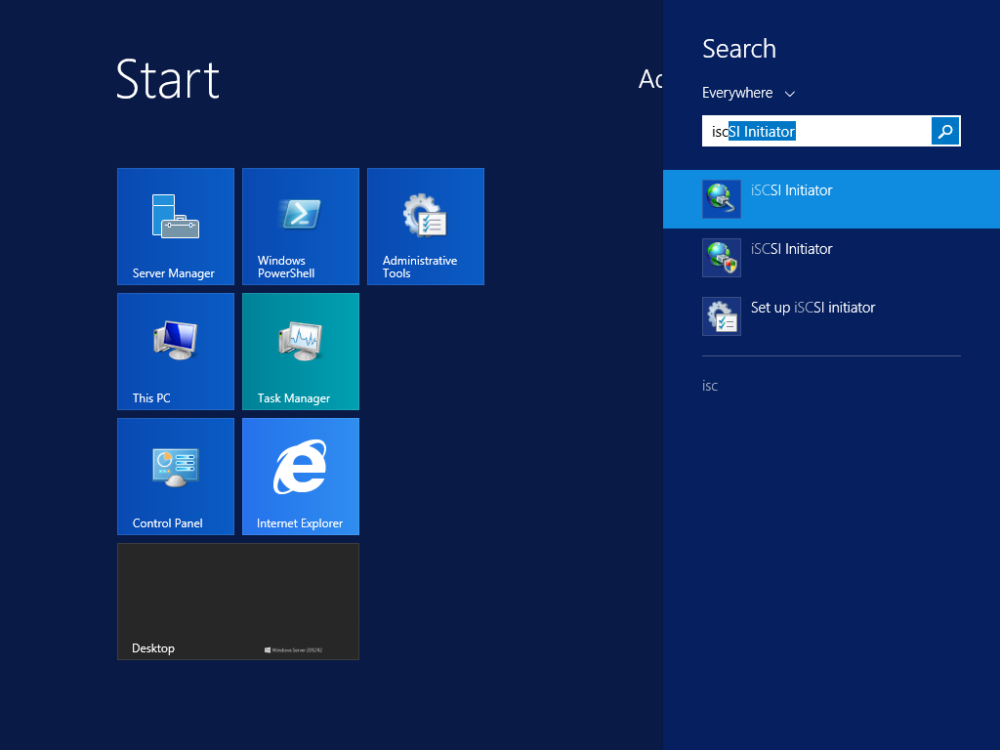 Start
Server Manager
Windows
PowerShell
Administrative
Tools
This PC
Task Manager
Control Panel
Internet Explorer
Desktop
Windows Server 2012 R2
Ad
Search
Everywhere
iscSI Initiator
iSCSI Initiator
iSCSI Initiator
Set up iSCSI initiator
isc